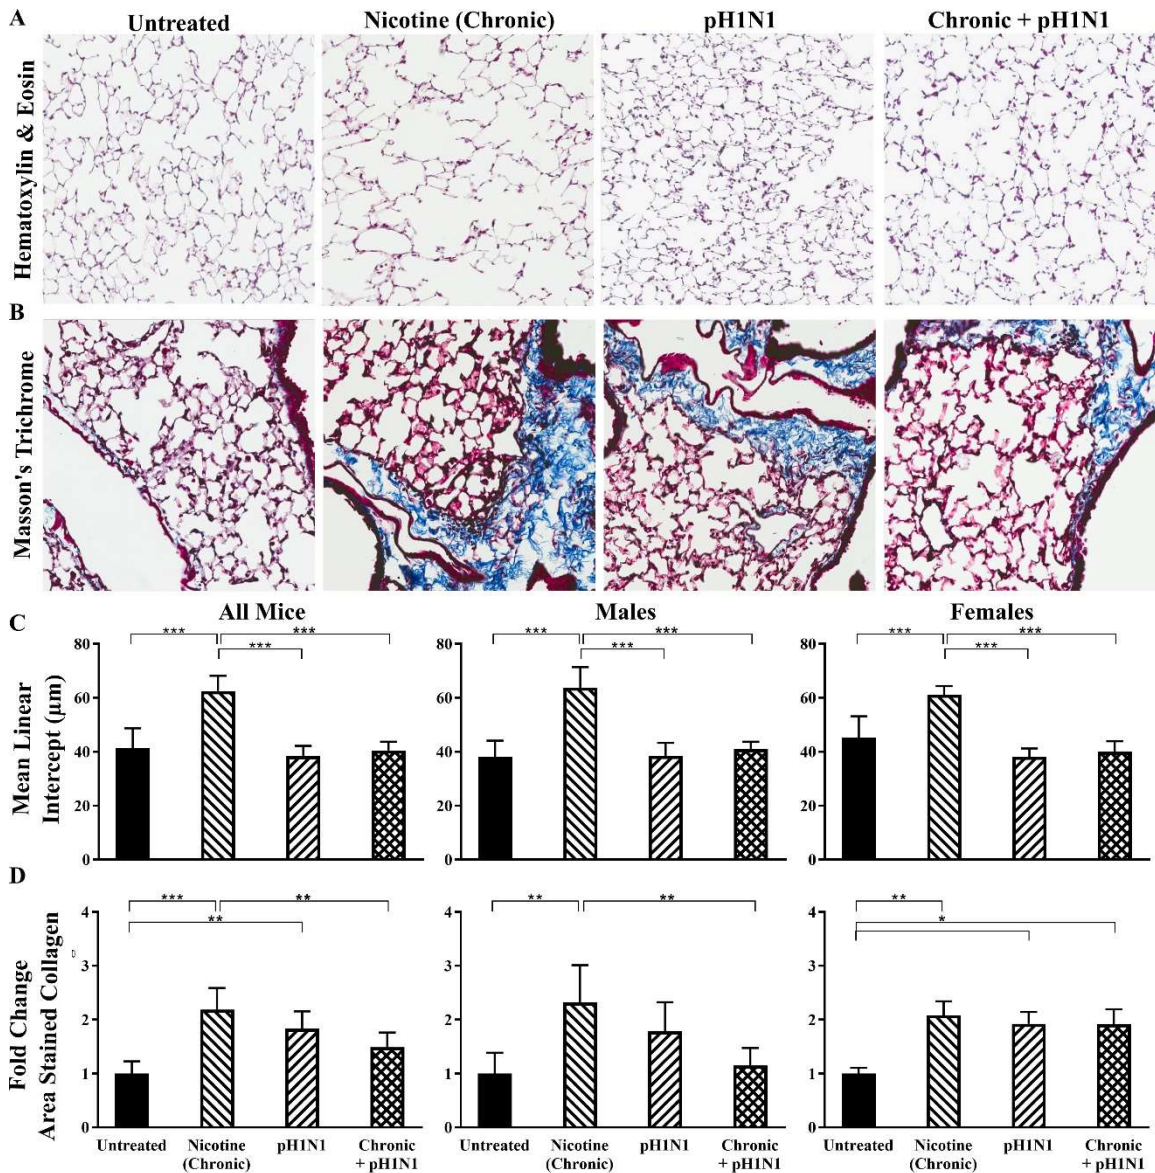 A
Untreated
Nicotine (Chronic)
pH1N1
Chronic + pH1N1
Hematoxylin & Eosin
B
Masson's Trichrome
All Mice
Males
Females
C
Mean Linear
Intercept (μm)
80
60
40
20
0
***
***
***
80
60
40
20
0
***
***
***
80
60
40
20
0
***
***
***
D
Fold Change
Area Stained Collagen
4
3
2
1
0
***
**
**
4
3
2
1
0
**
**
4
3
2
1
0
**
*
Untreated
Nicotine
(Chronic)
pH1N1
Chronic
+ pH1N1
Untreated
Nicotine
(Chronic)
pH1N1
Chronic
+ pH1N1
Untreated
Nicotine
(Chronic)
pH1N1
Chronic
+ pH1N1